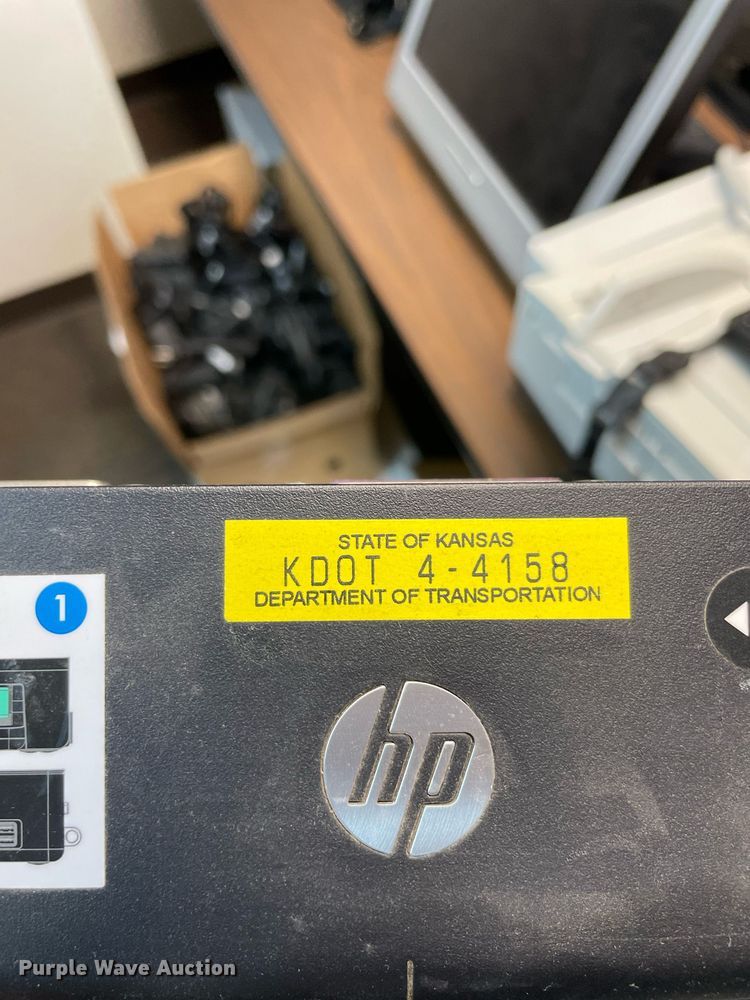 STATE OF KANSAS
KDOT 4-4158
DEPARTMENT OF TRANSPORTATION
1
hp
Purple Wave Auction